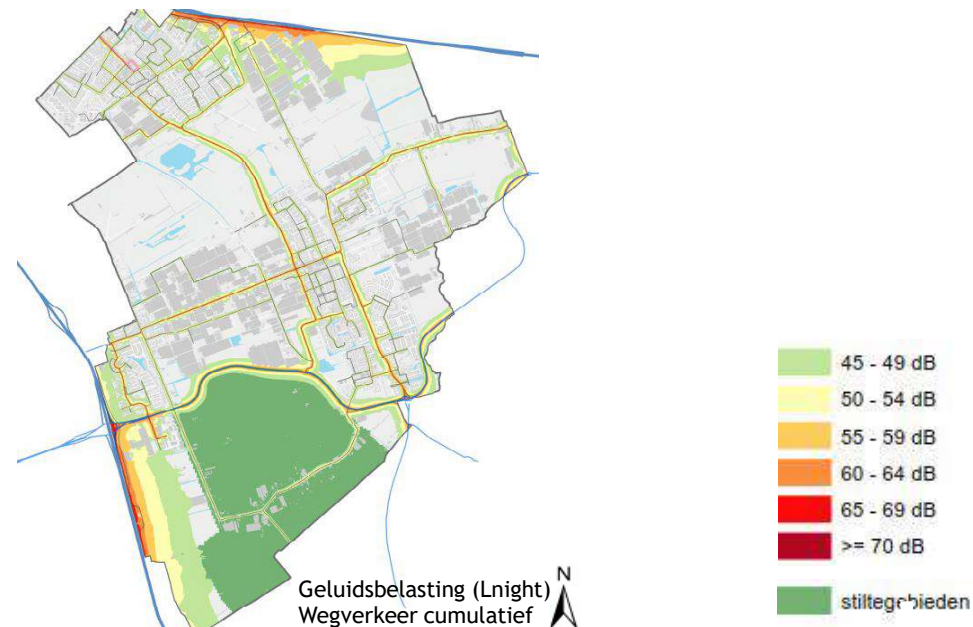 45 - 49 dB
50 - 54 dB
55 - 59 dB
60 - 64 dB
65 - 69 dB
>= 70 dB
Geluidsbelasting (Lnight)
Wegverkeer cumulatief
N